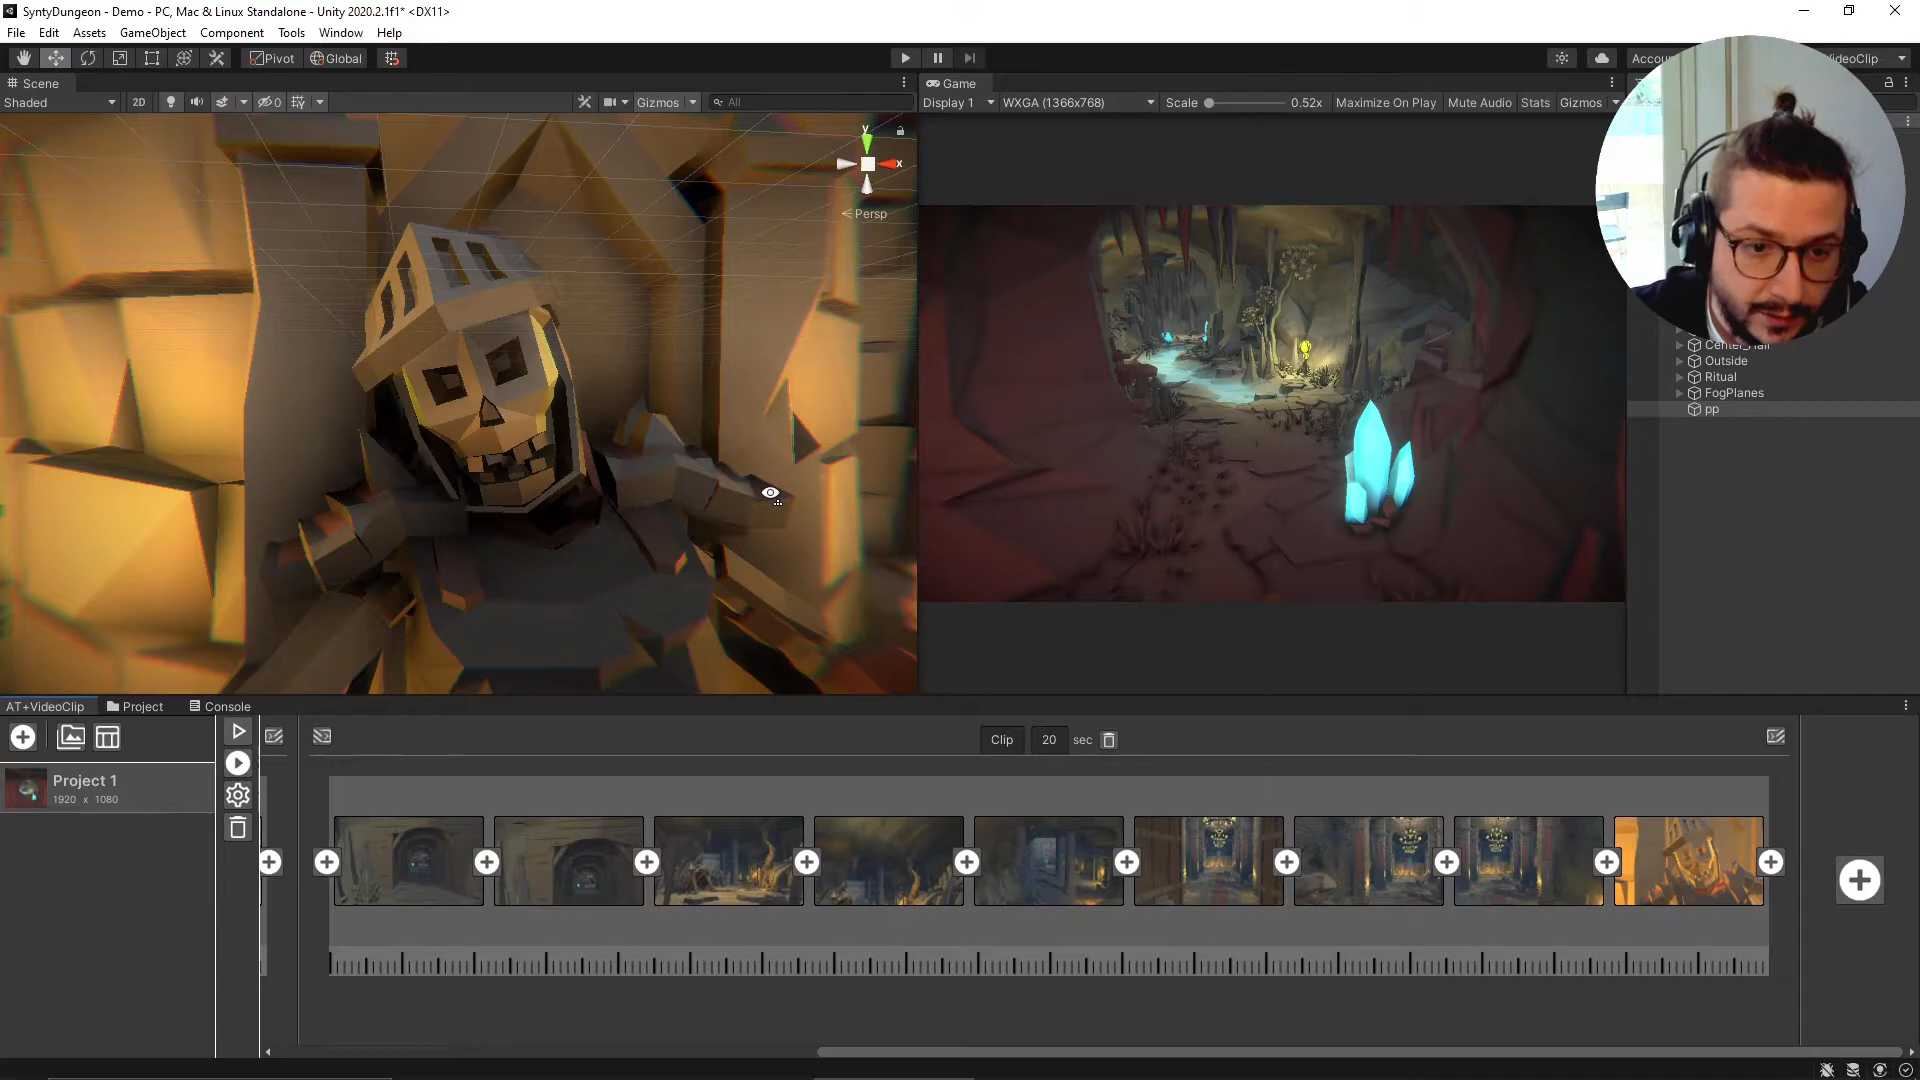 SyntyDungeon - Demo - PC, Mac & Linux Standalone - Unity 2020.2.1f1* <DX11>
File Edit Assets GameObject Component Tools Window Help
Pivot Global
Scene
Game
Shaded 2D 0 Gizmos All
Display 1 WXGA (1366x768) Scale 0.52x Maximize On Play Mute Audio Stats Gizmos
y
x
Persp
Outside
Ritual
FogPlanes
pp
AT+VideoClip Project Console
Clip 20 sec
Project 1
1920 x 1080